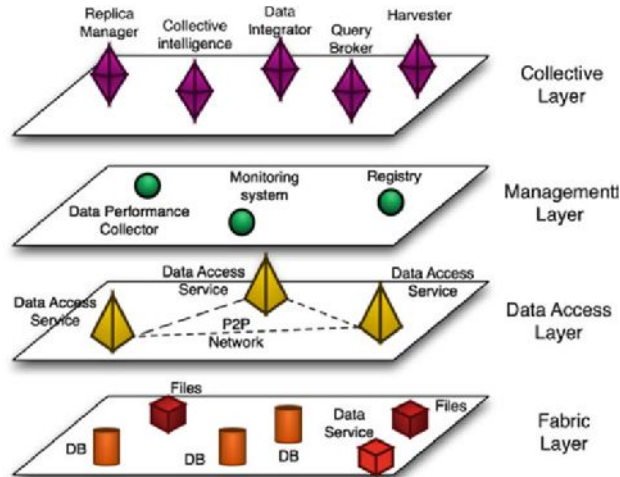 Replica
Manager
Collective
intelligence
Data
Integrator
Query
Broker
Harvester
Collective
Layer
Data Performance
Collector
Monitoring
system
Registry
Managementl
Layer
Data Access
Service
Data Access
Service
Data Access
Service
P2P
Network
Data Access
Layer
Files
DB
DB
DB
Data
Service
Files
Fabric
Layer